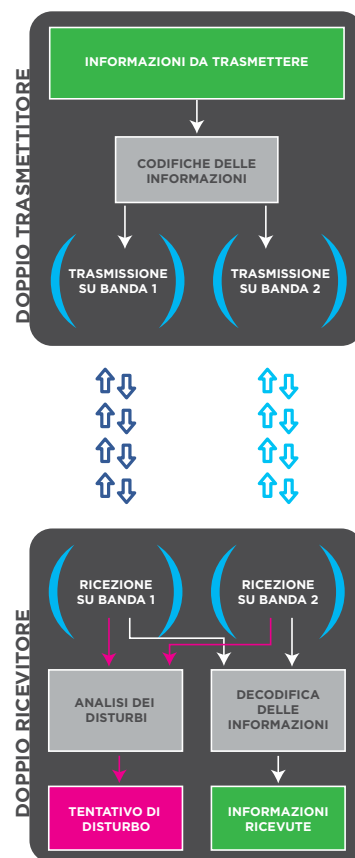 DOPPIO TRASMETTITORE
INFORMAZIONI DA TRASMETTERE
CODIFICHE DELLE
INFORMAZIONI
TRASMISSIONE
SU BANDA 1
TRASMISSIONE
SU BANDA 2
DOPPIO RICEVITORE
RICEZIONE
SU BANDA 1
RICEZIONE
SU BANDA 2
ANALISI DEI
DISTURBI
DECODIFICA
DELLE
INFORMAZIONI
TENTATIVO DI
DISTURBO
INFORMAZIONI
RICEVUTE